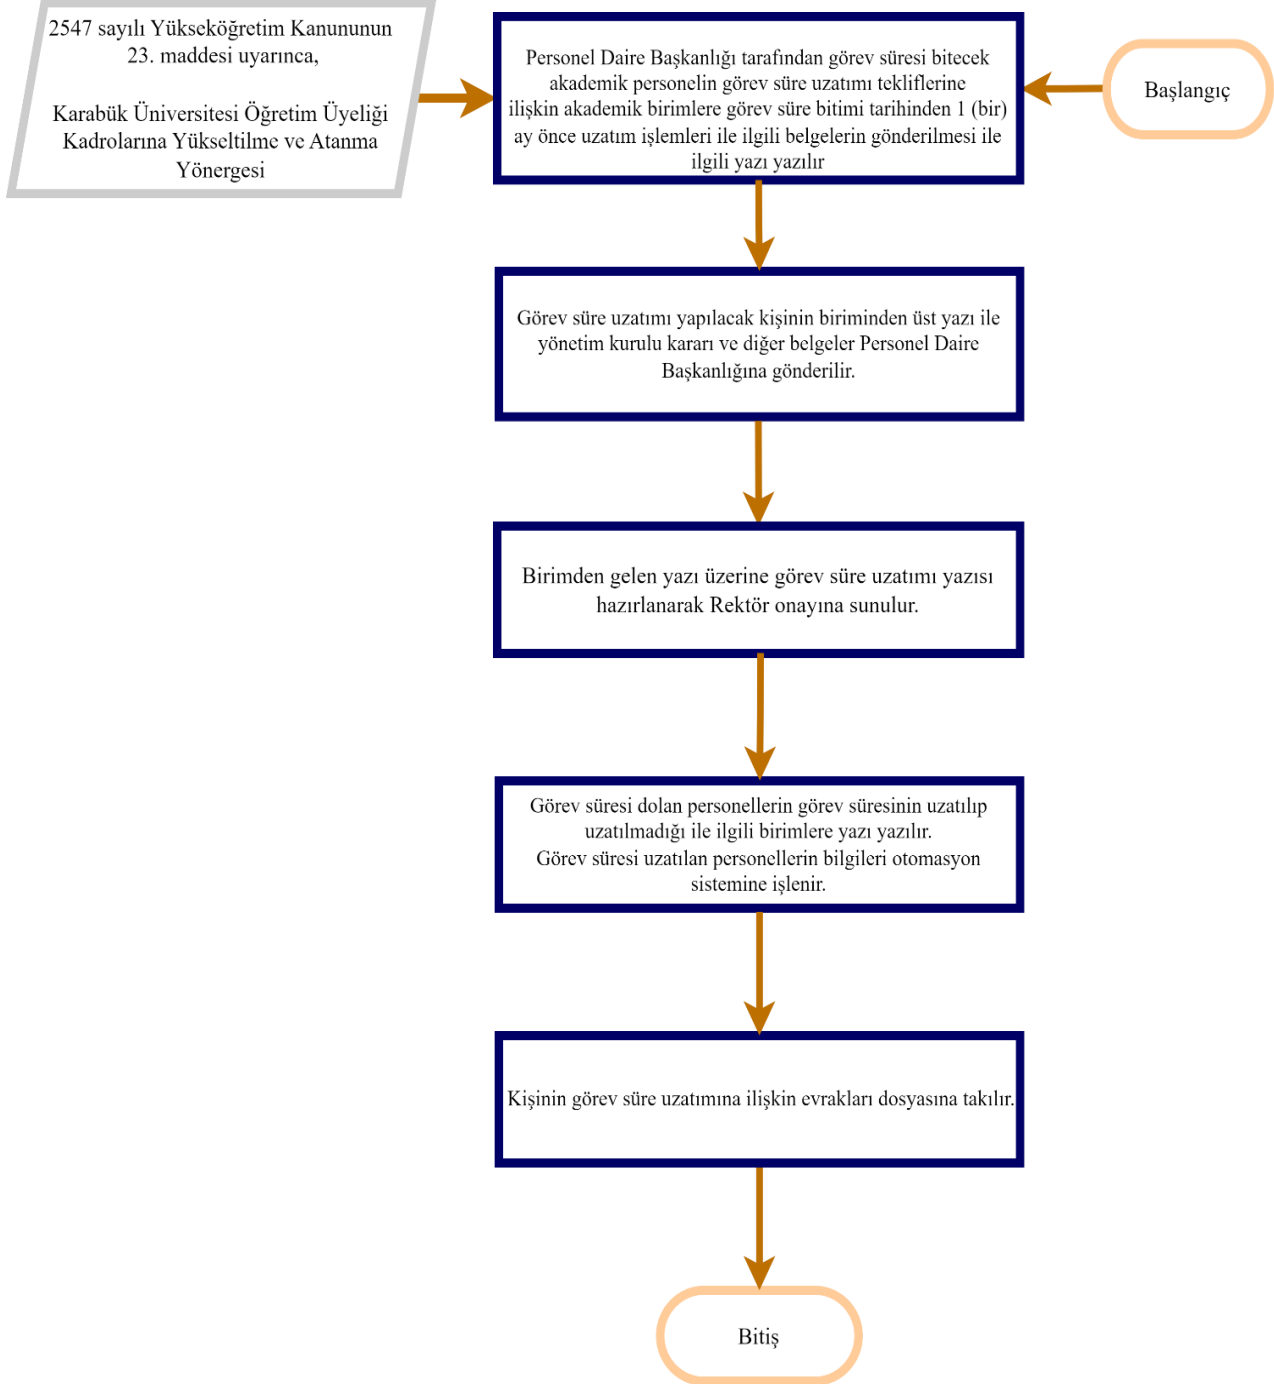 2547 sayılı Yükseköğretim Kanununun
23. maddesi uyarınca,
Karabük Üniversitesi Öğretim Üyeliği
Kadrolarına Yükseltilme ve Atanma
Yönergesi
Personel Daire Başkanlığı tarafından görev süresi bitecek
akademik personelin görev süre uzatımı tekliflerine
ilişkin akademik birimlere görev süre bitimi tarihinden 1 (bir)
ay önce uzatım işlemleri ile ilgili belgelerin gönderilmesi ile
ilgili yazı yazılır
Başlangıç
Görev süre uzatımı yapılacak kişinin biriminden üst yazı ile
yönetim kurulu kararı ve diğer belgeler Personel Daire
Başkanlığına gönderilir.
Birimden gelen yazı üzerine görev süre uzatımı yazısı
hazırlanarak Rektör onayına sunulur.
Görev süresi dolan personellerin görev süresinin uzatılıp
uzatılmadığı ile ilgili birimlere yazı yazılır.
Görev süresi uzatılan personellerin bilgileri otomasyon
sistemine işlenir.
Kişinin görev süre uzatımına ilişkin evrakları dosyasına takılır.
Bitiş